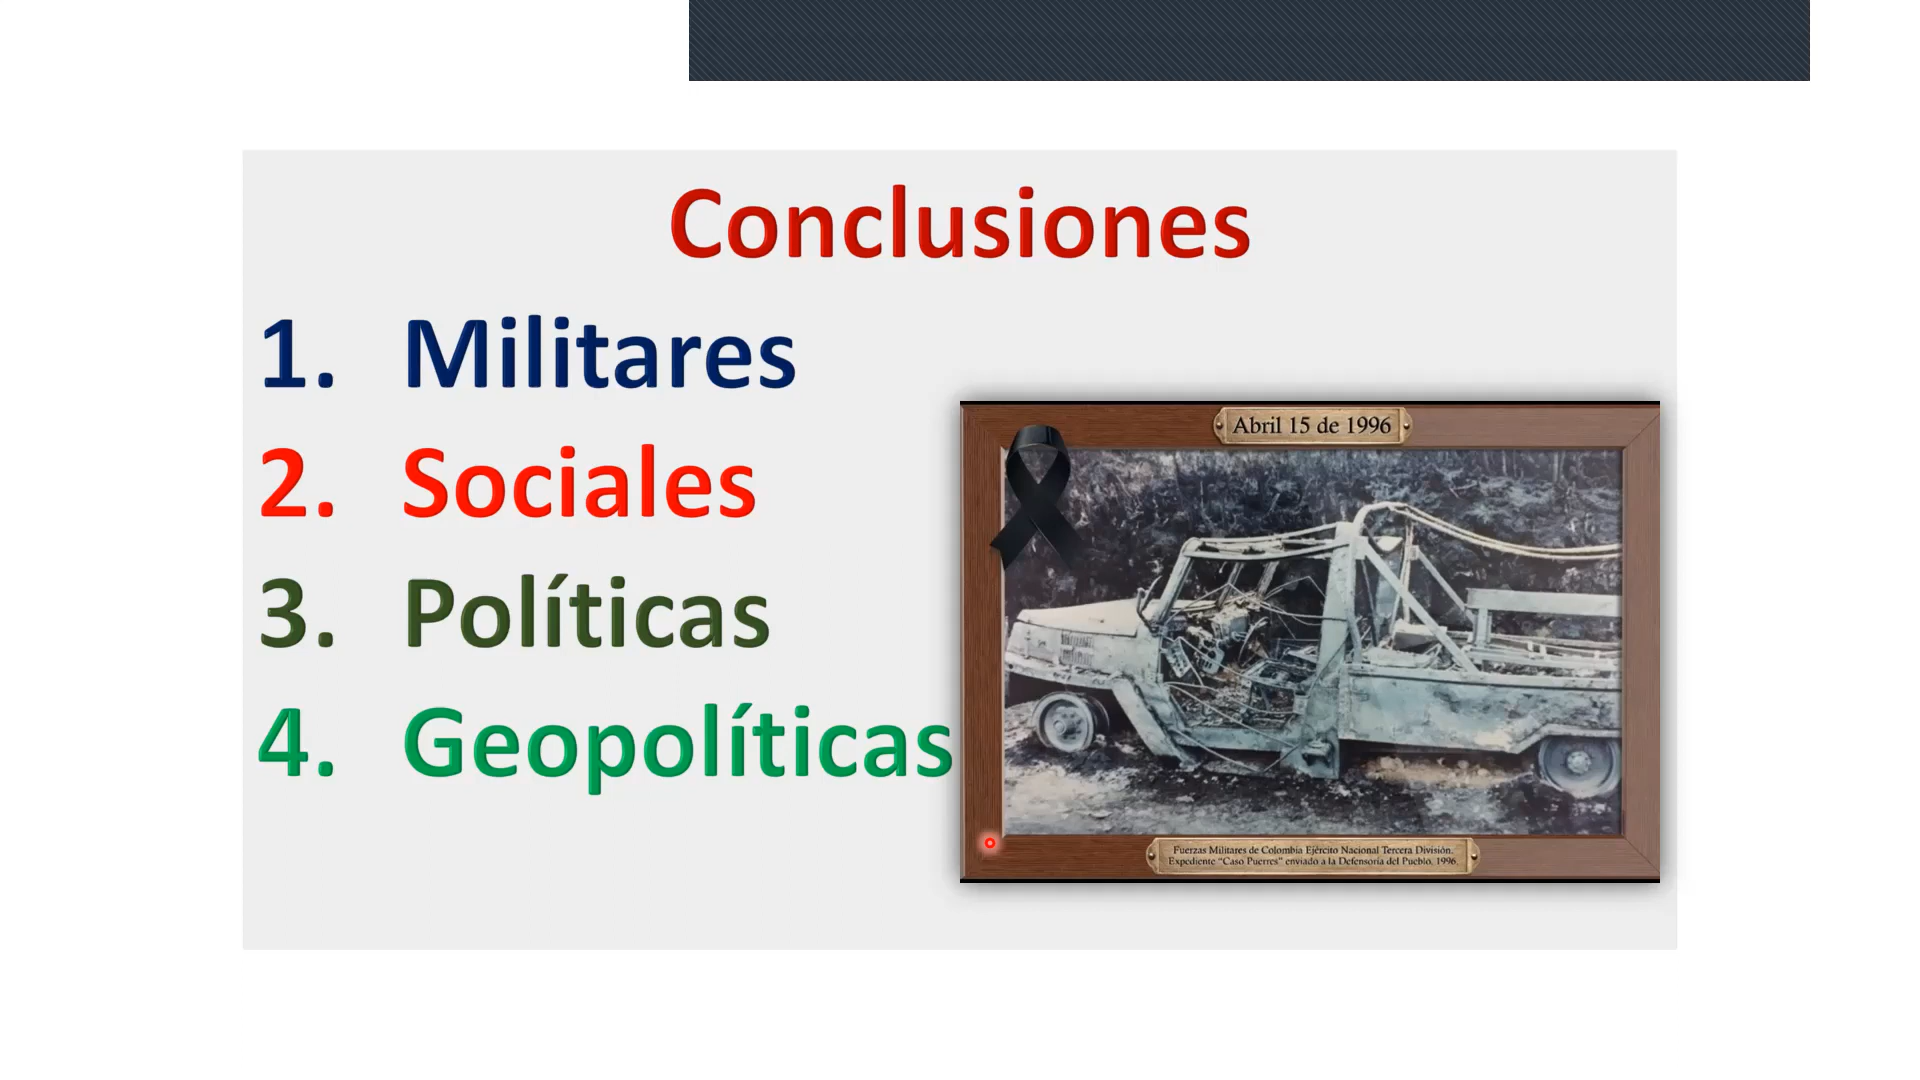 Conclusiones
1. Militares
2. Sociales
3. Políticas
4. Geopolíticas
Abril 15 de 1996
Fuerzas Militares de Colombia Ejército Nacional Tercera División.
Expediente “Caso Puerres” enviado a la Defensoría del Pueblo, 1996.